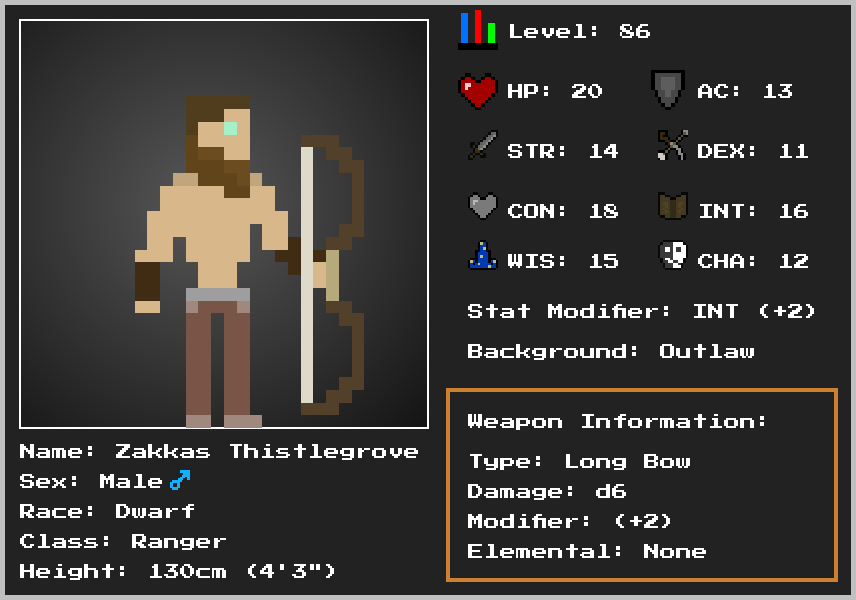 Level: 86
HP: 20
AC: 13
STR: 14
DEX: 11
CON: 18
INT: 16
WIS: 15
CHA: 12
Stat Modifier: INT (+2)
Background: Outlaw
Weapon Information:
Type: Long Bow
Damage: d6
Modifier: (+2)
Elemental: None
Name: Zakkas Thistlegrove
Sex: Male ♂
Race: Dwarf
Class: Ranger
Height: 130cm (4'3")